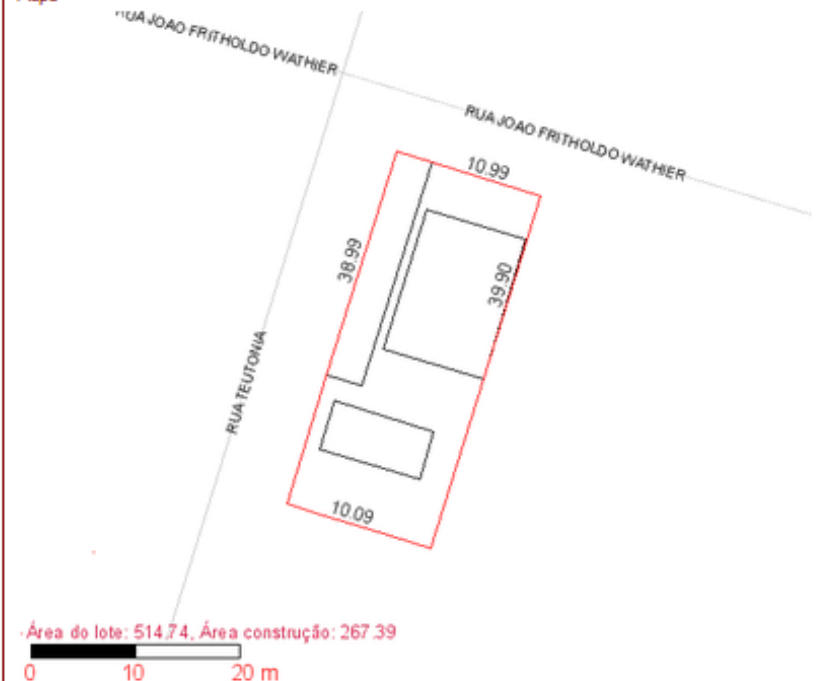 RUA JOAO FRITHOLDO WATHIER
RUA JOAO FRITHOLDO WATHIER
10.99
38.99
39.90
RUA TEUTONIA
10.09
Área do lote: 514.74, Área construção: 267.39
0 10 20 m